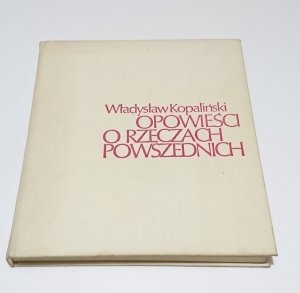 Władysław Kopaliński
OPOWIEŚCI
O RZECZACH
POWSZEDNICH